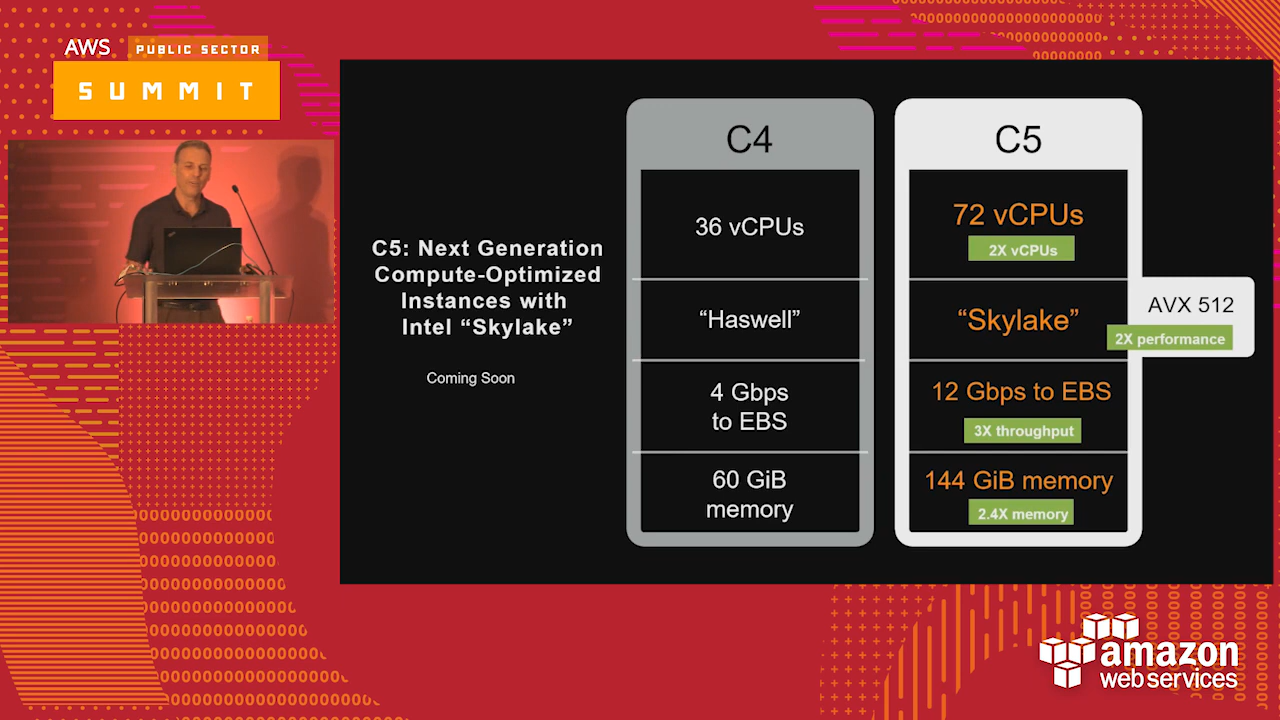 AWS PUBLIC SECTOR
SUMMIT
C5: Next Generation
Compute-Optimized
Instances with
Intel “Skylake”
Coming Soon
C4
36 vCPUs
“Haswell”
4 Gbps
to EBS
60 GiB
memory
C5
72 vCPUs
2X vCPUs
“Skylake”
AVX 512
2X performance
12 Gbps to EBS
3X throughput
144 GiB memory
2.4X memory
amazon
web services